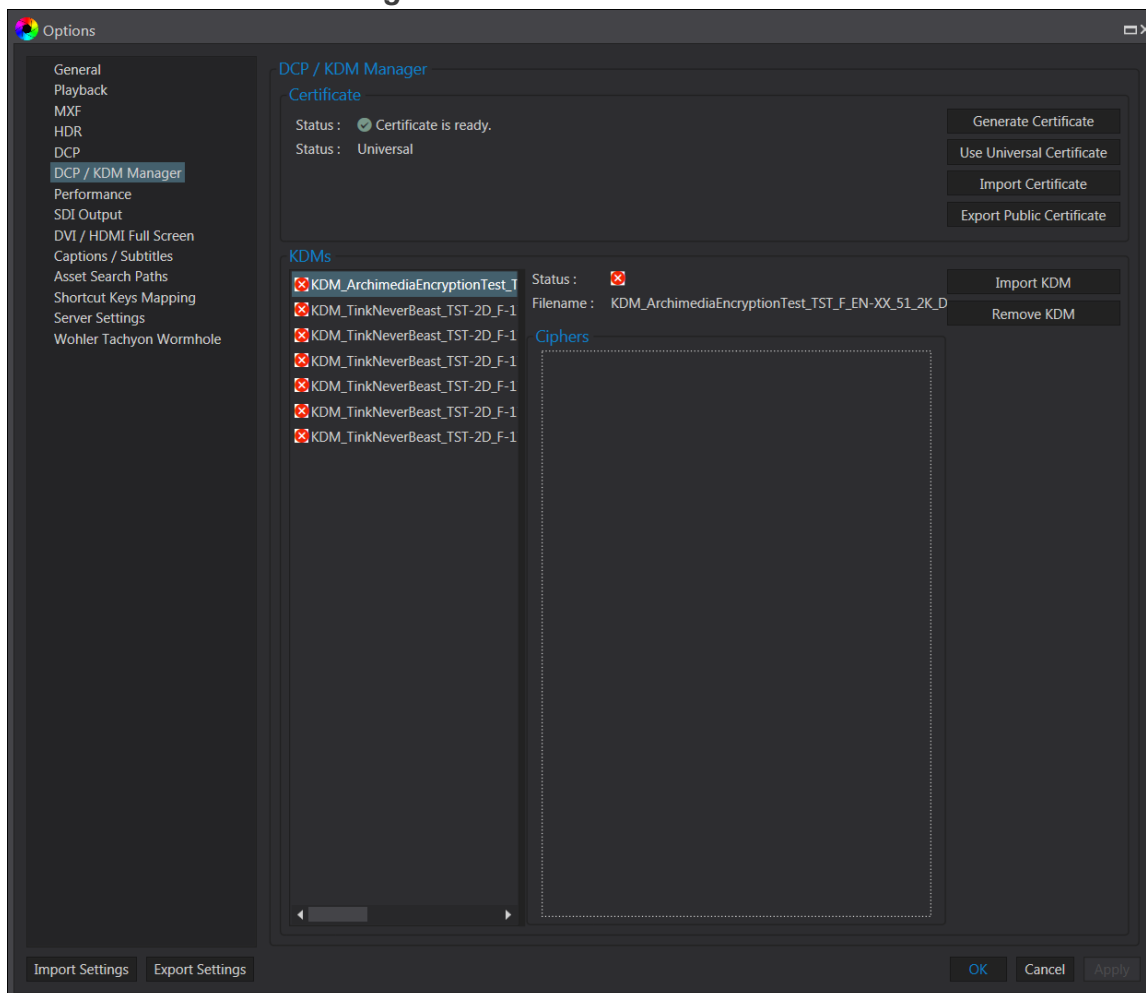 Options
General
Playback
MXF
HDR
DCP
DCP / KDM Manager
Performance
SDI Output
DVI / HDMI Full Screen
Captions / Subtitles
Asset Search Paths
Shortcut Keys Mapping
Server Settings
Wohler Tachyon Wormhole
DCP / KDM Manager
Certificate
Status : Certificate is ready.
Status : Universal
Generate Certificate
Use Universal Certificate
Import Certificate
Export Public Certificate
KDMs
KDM_ArchimediaEncryptionTest_T
KDM_TinkNeverBeast_TST-2D_F-1
KDM_TinkNeverBeast_TST-2D_F-1
KDM_TinkNeverBeast_TST-2D_F-1
KDM_TinkNeverBeast_TST-2D_F-1
KDM_TinkNeverBeast_TST-2D_F-1
KDM_TinkNeverBeast_TST-2D_F-1
Status :
Filename : KDM_ArchimediaEncryptionTest_TST_F_EN-XX_51_2K_D
Ciphers
Import KDM
Remove KDM
Import Settings
Export Settings
OK
Cancel
Apply